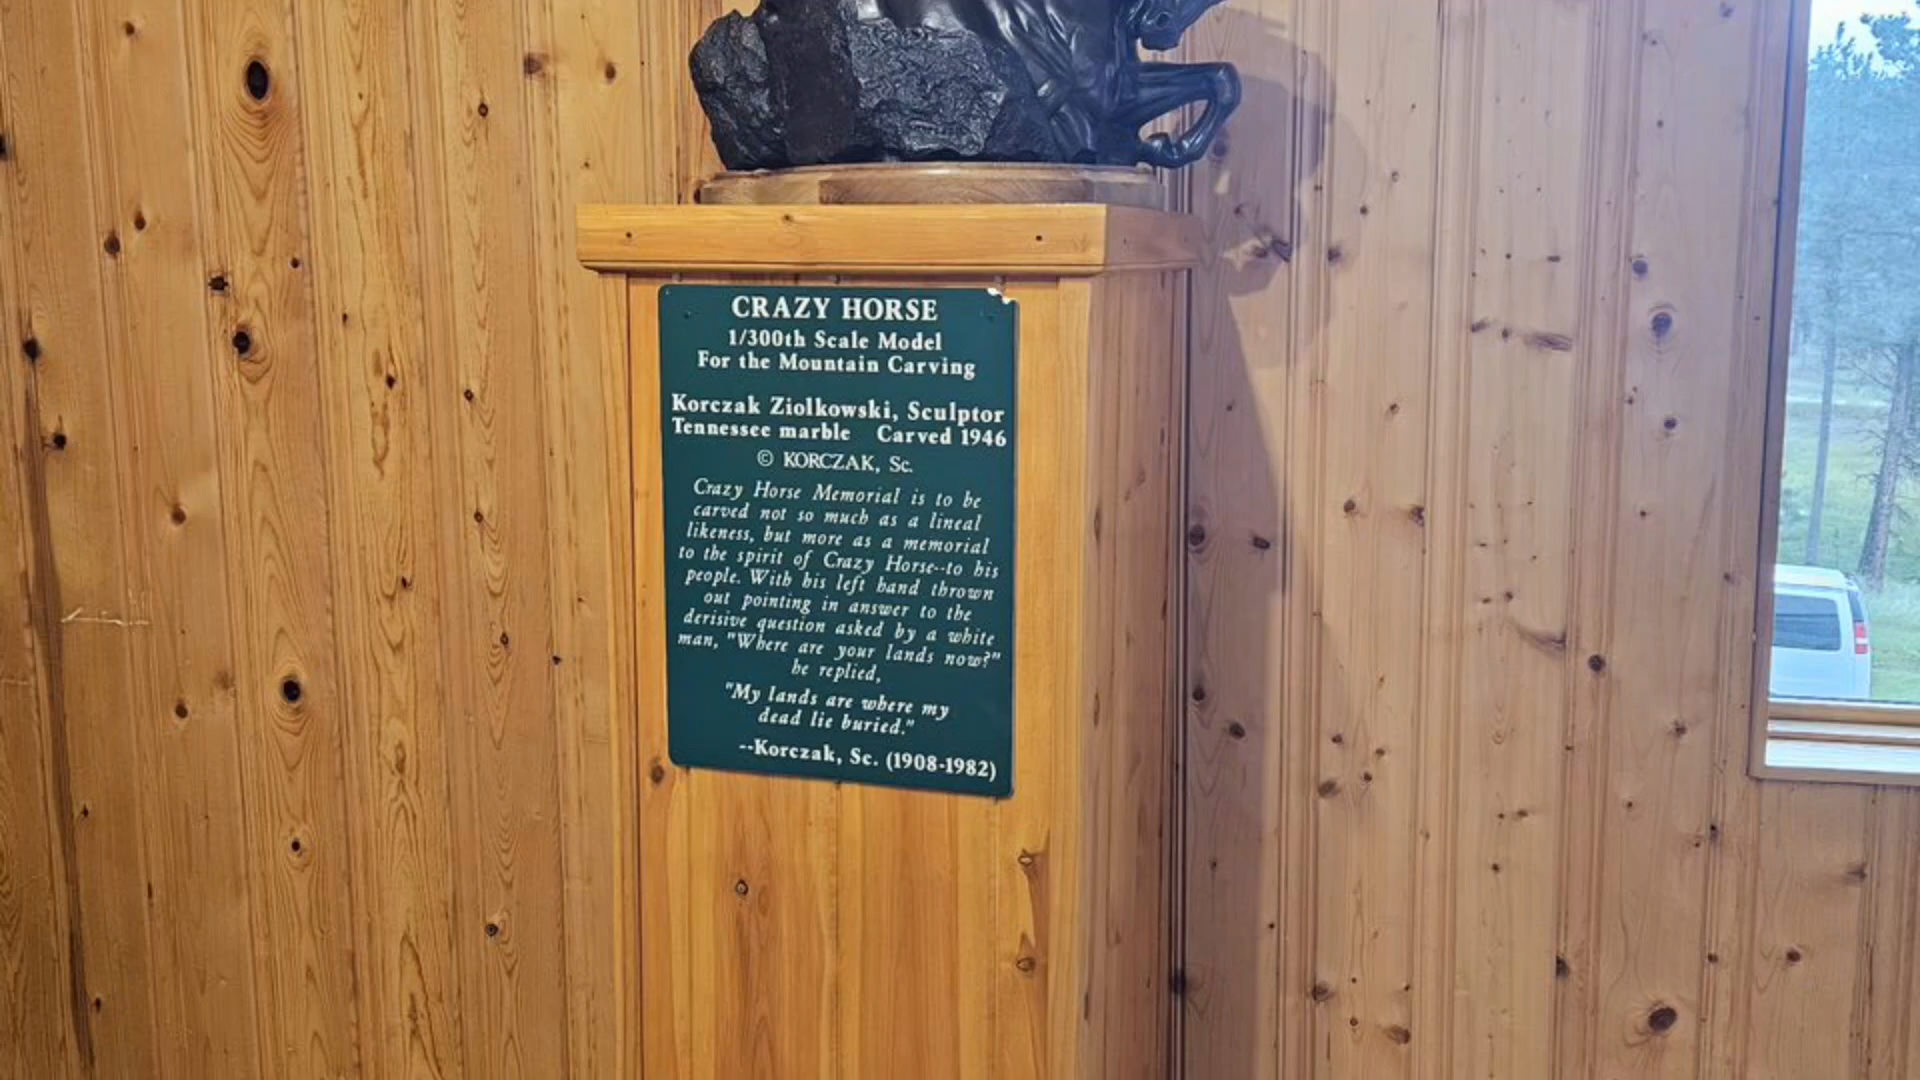 CRAZY HORSE
1/300th Scale Model
For the Mountain Carving
Korczak Ziolkowski, Sculptor
Tennessee marble Carved 1946
© KORCZAK, Sc.
Crazy Horse Memorial is to be
carved not so much as a lineal
likeness, but more as a memorial
to the spirit of Crazy Horse--to his
people. With his left hand thrown
out pointing in answer to the
derisive question asked by a white
man, "Where are your lands now?"
he replied,
"My lands are where my
dead lie buried."
--Korczak, Sc. (1908-1982)